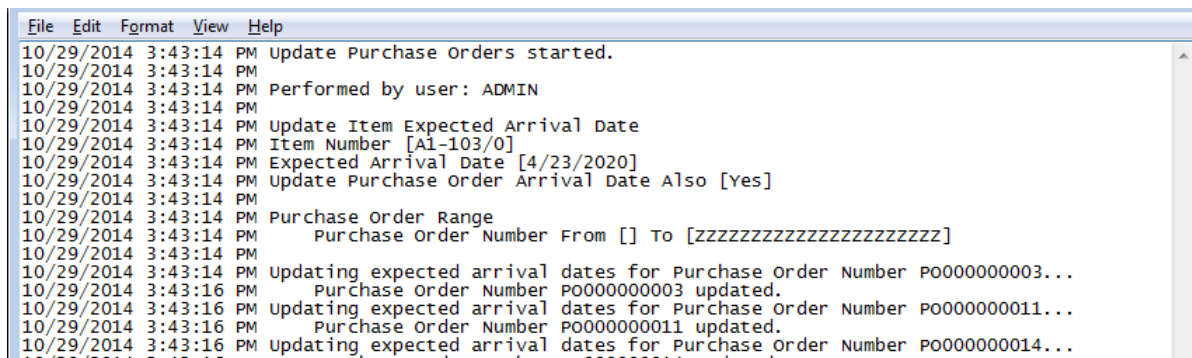 File Edit Format View Help
10/29/2014 3:43:14 PM Update Purchase Orders started.
10/29/2014 3:43:14 PM
10/29/2014 3:43:14 PM Performed by user: ADMIN
10/29/2014 3:43:14 PM
10/29/2014 3:43:14 PM Update Item Expected Arrival Date
10/29/2014 3:43:14 PM Item Number [A1-103/0]
10/29/2014 3:43:14 PM Expected Arrival Date [4/23/2020]
10/29/2014 3:43:14 PM Update Purchase Order Arrival Date Also [Yes]
10/29/2014 3:43:14 PM
10/29/2014 3:43:14 PM Purchase Order Range
10/29/2014 3:43:14 PM     Purchase Order Number From [] To [ZZZZZZZZZZZZZZZZZZZZZZ]
10/29/2014 3:43:14 PM
10/29/2014 3:43:14 PM Updating expected arrival dates for Purchase Order Number PO000000003...
10/29/2014 3:43:16 PM     Purchase Order Number PO000000003 updated.
10/29/2014 3:43:16 PM Updating expected arrival dates for Purchase Order Number PO000000011...
10/29/2014 3:43:16 PM     Purchase Order Number PO000000011 updated.
10/29/2014 3:43:16 PM Updating expected arrival dates for Purchase Order Number PO000000014...